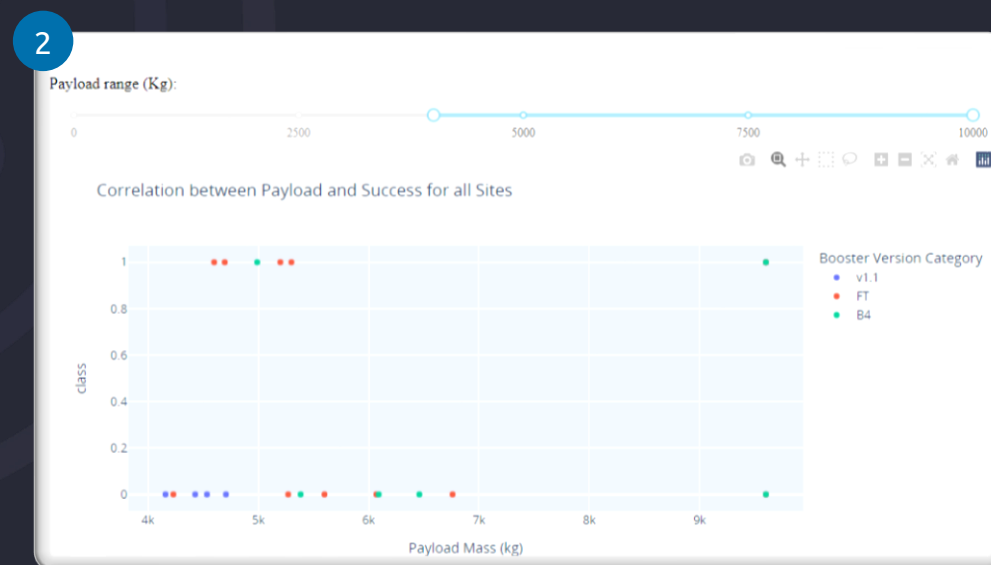 2
Payload range (Kg):
0 2500 5000 7500 10000
Correlation between Payload and Success for all Sites
Booster Version Category
v1.1
FT
B4
1
0.8
0.6
0.4
0.2
0
class
4k 5k 6k 7k 8k 9k
Payload Mass (kg)